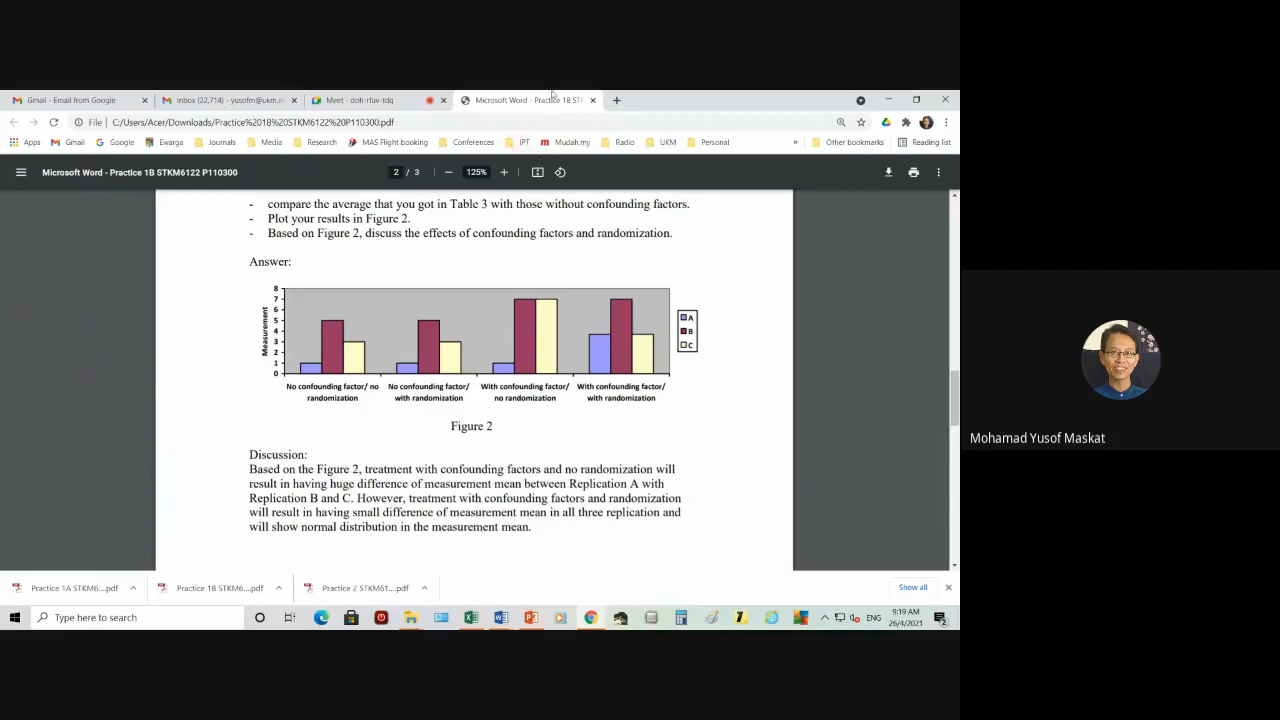 Gmail - Email from Google
Inbox (22,714) - yusofm@ukm.e
Meet - doh-rfuv-tdq
Microsoft Word - Practice 1B ST
File | C:/Users/Acer/Downloads/Practice%201B%20STKM6122%20P110300.pdf
Apps Gmail Google Ewarga Journals Media Research MAS Flight booking Conferences IPT Mudah.my Radio UKM Personal » Other bookmarks Reading list
Microsoft Word - Practice 1B STKM6122 P110300
2 / 3
125%
- compare the average that you got in Table 3 with those without confounding factors.
- Plot your results in Figure 2.
- Based on Figure 2, discuss the effects of confounding factors and randomization.
Answer:
8
7
6
5
4
3
2
1
0
Measurement
A
B
C
No confounding factor/ no
randomization
No confounding factor/
with randomization
With confounding factor/
no randomization
With confounding factor/
with randomization
Figure 2
Discussion:
Based on the Figure 2, treatment with confounding factors and no randomization will
result in having huge difference of measurement mean between Replication A with
Replication B and C. However, treatment with confounding factors and randomization
will result in having small difference of measurement mean in all three replication and
will show normal distribution in the measurement mean.
Mohamad Yusof Maskat
Practice 1A STKM6....pdf
Practice 1B STKM6....pdf
Practice 2 STKM61....pdf
Show all
Type here to search
ENG
9:19 AM
26/4/2021
2